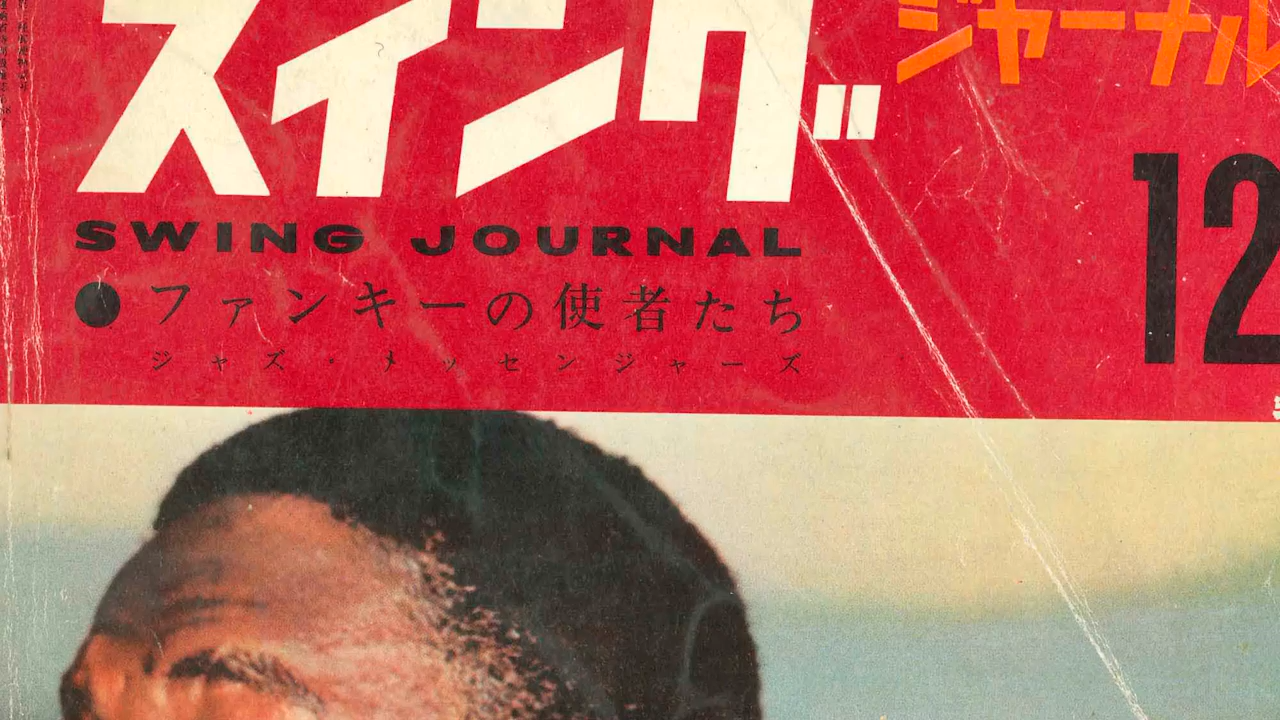 スイング
ジャーナル
12
SWING JOURNAL
●ファンキーの使者たち
ジャズ・メッセンジャーズ